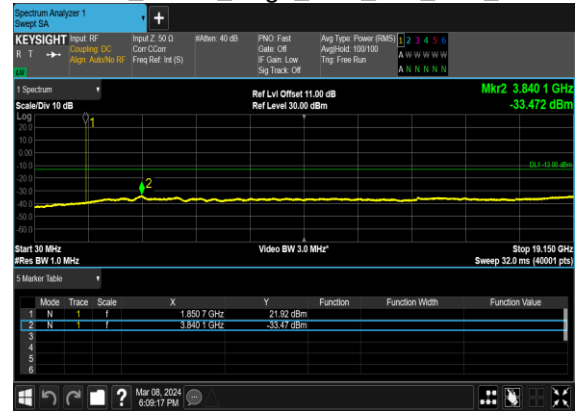 Spectrum Analyzer 1
Swept SA
+
KEYSIGHT Input: RF Input Z: 50 Ω #Atten: 40 dB PNO: Fast Avg Type: Power (RMS) 1 2 3 4 5 6
R T Coupling: DC Corr CCorr Gate: Off Avg|Hold: 100/100 A W W W W W
Align: Auto/No RF Freq Ref: Int (S) IF Gain: Low Trig: Free Run
Sig Track: Off A N N N N N
1 Spectrum Ref Lvl Offset 11.00 dB Mkr2 3.840 1 GHz
Scale/Div 10 dB Ref Level 30.00 dBm -33.472 dBm
Log
20.0 1
10.0
0.00
-10.0 DL1 -13.00 dBm
-20.0
-30.0 2
-40.0
-50.0
-60.0
Start 30 MHz Video BW 3.0 MHz* Stop 19.150 GHz
#Res BW 1.0 MHz Sweep 32.0 ms (40001 pts)
5 Marker Table
Mode Trace Scale X Y Function Function Width Function Value
1 N 1 f 1.850 7 GHz 21.92 dBm
2 N 1 f 3.840 1 GHz -33.47 dBm
3
4
5
6
? Mar 08, 2024
6:09:17 PM